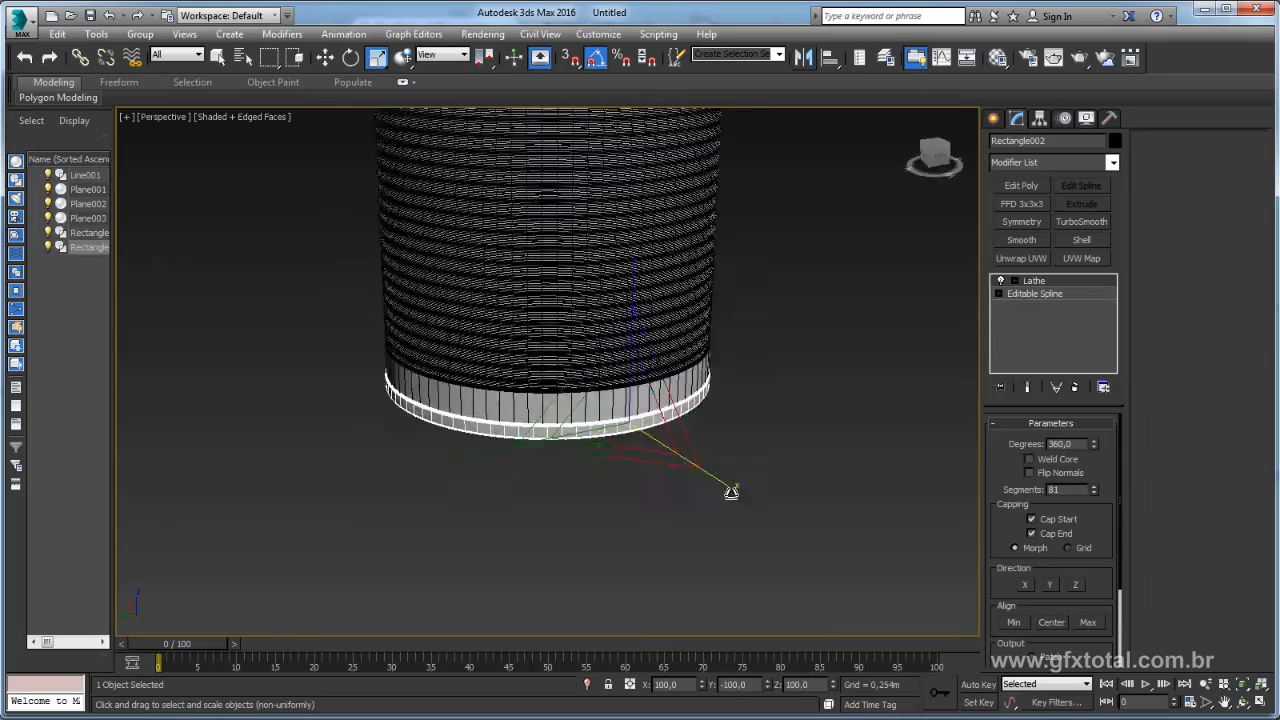 Workspace: Default
Autodesk 3ds Max 2016 Untitled
Type a keyword or phrase
Sign In
MAX
Edit Tools Group Views Create Modifiers Animation Graph Editors Rendering Civil View Customize Scripting Help
All
View
Create Selection Se
Modeling Freeform Selection Object Paint Populate
Polygon Modeling
Select Display
[+][Perspective][Shaded + Edged Faces]
Name (Sorted Ascen
Line001
Plane001
Plane002
Plane003
Rectangle
Rectangle
Rectangle002
Modifier List
Edit Poly Edit Spline
FFD 3x3x3 Extrude
Symmetry TurboSmooth
Smooth Shell
Unwrap UVW UVW Map
Lathe
Editable Spline
Parameters
Degrees: 360,0
Weld Core
Flip Normals
Segments: 81
Capping
Cap Start
Cap End
Morph Grid
Direction
X Y Z
Align
Min Center Max
Output
www.gfxtotal.com.br
0 / 100
0 5 10 15 20 25 30 35 40 45 50 55 60 65 70 75 80 85 90 95 100
1 Object Selected
X: 100,0 Y: -100,0 Z: 100,0 Grid = 0,254m
Auto Key Selected
Welcome to M
Click and drag to select and scale objects (non-uniformly)
Add Time Tag
Set Key Key Filters...
0